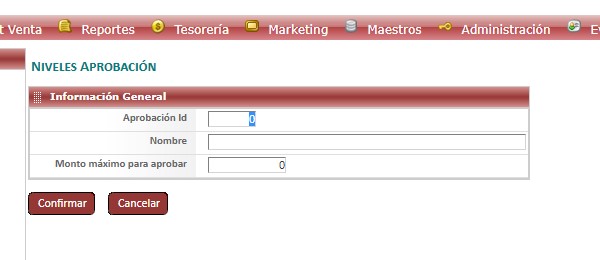 t Venta Reportes Tesorería Marketing Maestros Administración E
NIVELES APROBACIÓN
Información General
Aprobación Id 0
Nombre
Monto máximo para aprobar 0
Confirmar Cancelar